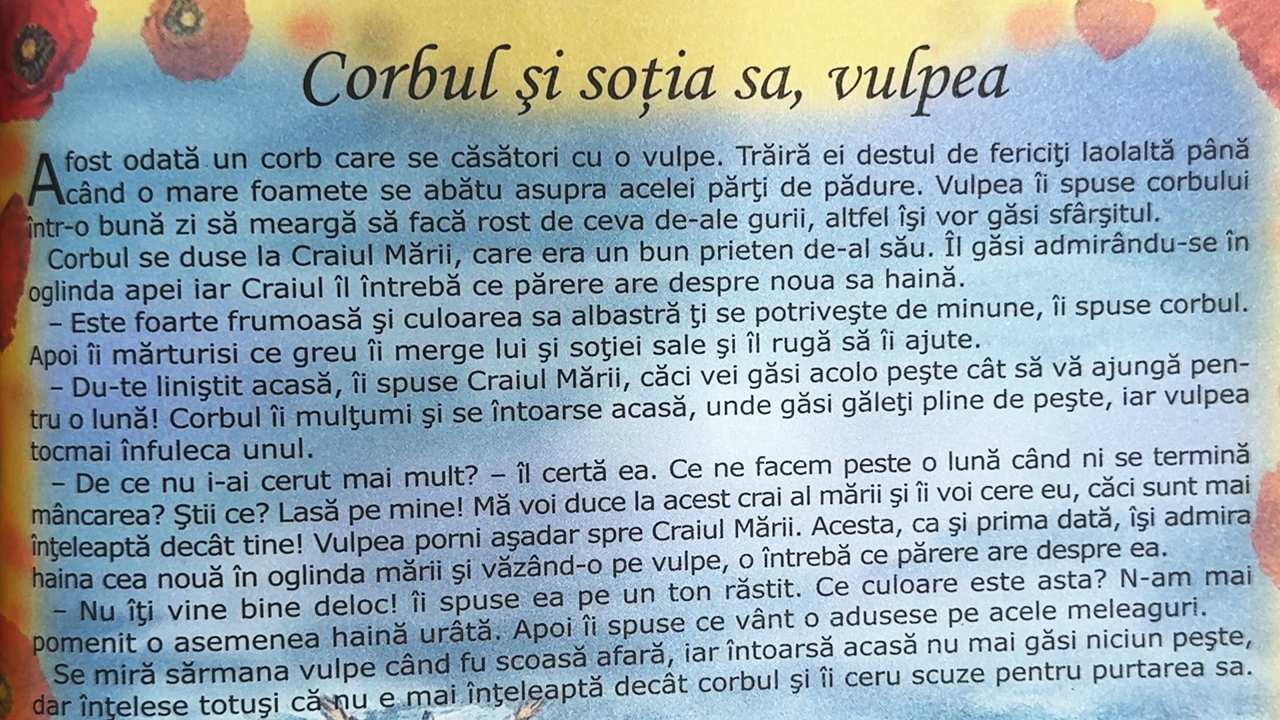 Corbul şi soţia sa, vulpea
A fost odată un corb care se căsători cu o vulpe. Trăiră ei destul de fericiţi laolaltă până
când o mare foamete se abătu asupra acelei părţi de pădure. Vulpea îi spuse corbului
într-o bună zi să meargă să facă rost de ceva de-ale gurii, altfel îşi vor găsi sfârşitul.
Corbul se duse la Craiul Mării, care era un bun prieten de-al său. Îl găsi admirându-se în
oglinda apei iar Craiul îl întrebă ce părere are despre noua sa haină.
– Este foarte frumoasă şi culoarea sa albastră ţi se potriveşte de minune, îi spuse corbul.
Apoi îi mărturisi ce greu îi merge lui şi soţiei sale şi îl rugă să îi ajute.
– Du-te liniştit acasă, îi spuse Craiul Mării, căci vei găsi acolo peşte cât să vă ajungă pen-
tru o lună! Corbul îi mulţumi şi se întoarse acasă, unde găsi găleţi pline de peşte, iar vulpea
tocmai înfuleca unul.
– De ce nu i-ai cerut mai mult? – îl certă ea. Ce ne facem peste o lună când ni se termină
mâncarea? Ştii ce? Lasă pe mine! Mă voi duce la acest crai al mării şi îi voi cere eu, căci sunt mai
înţeleaptă decât tine! Vulpea porni aşadar spre Craiul Mării. Acesta, ca şi prima dată, îşi admira
haina cea nouă în oglinda mării şi văzând-o pe vulpe, o întrebă ce părere are despre ea.
– Nu îţi vine bine deloc! îi spuse ea pe un ton răstit. Ce culoare este asta? N-am mai
pomenit o asemenea haină urâtă. Apoi îi spuse ce vânt o adusese pe acele meleaguri.
Se miră sărmana vulpe când fu scoasă afară, iar întoarsă acasă nu mai găsi niciun peşte,
dar înţelese totuşi că nu e mai înţeleaptă decât corbul şi îi ceru scuze pentru purtarea sa.